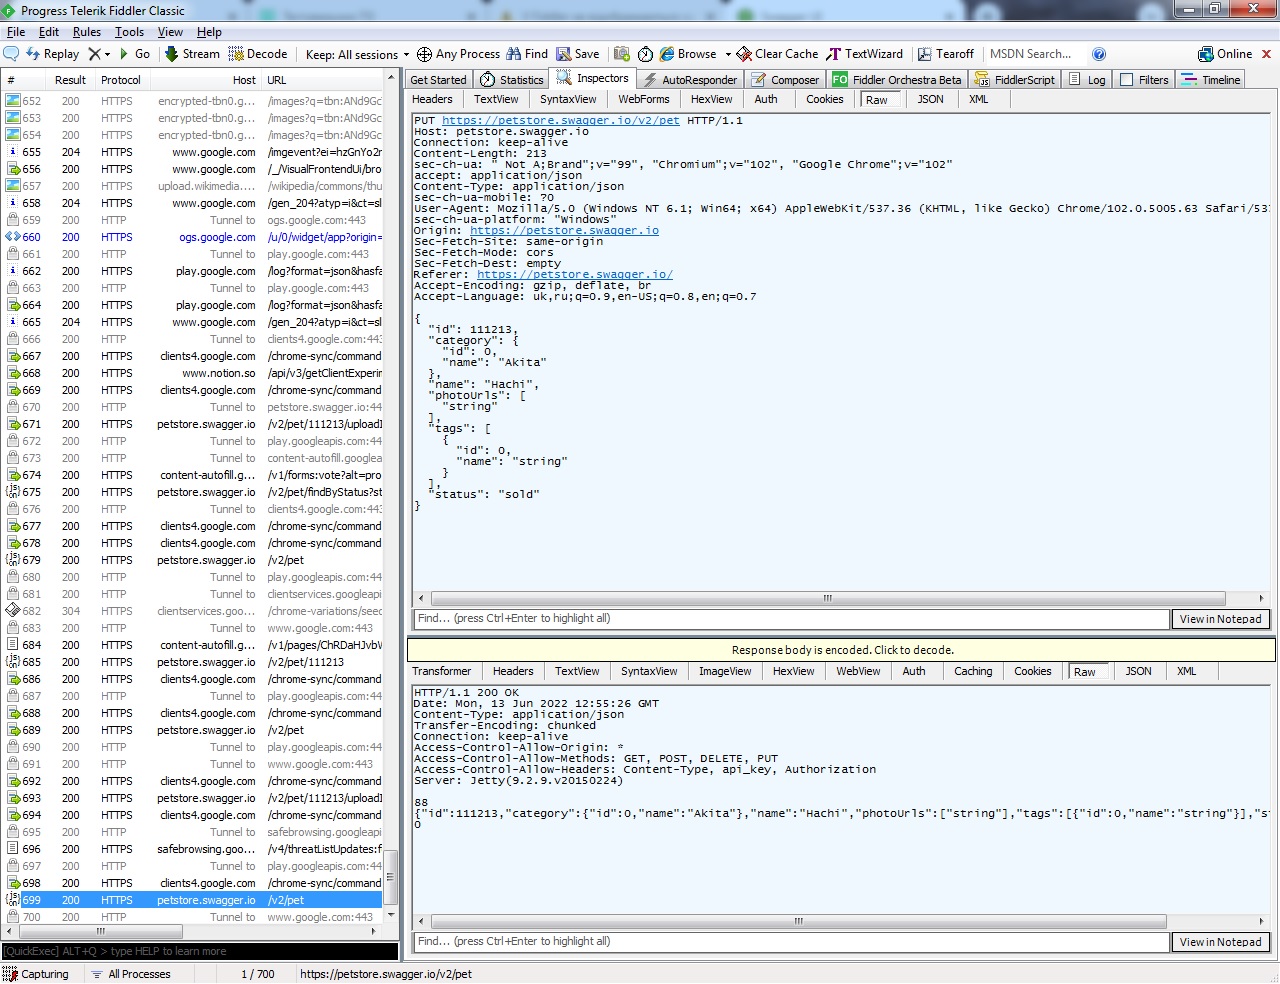 Progress Telerik Fiddler Classic
File Edit Rules Tools View Help
Replay Go Stream Decode Keep: All sessions Any Process Find Save Browse Clear Cache TextWizard Tearoff MSDN Search... Online
Get Started Statistics Inspectors AutoResponder Composer FO Fiddler Orchestra Beta FiddlerScript Log Filters Timeline
# Result Protocol Host URL
652 200 HTTPS encrypted-tbn0.g... /images?q=tbn:ANd9Gc
653 200 HTTPS encrypted-tbn0.g... /images?q=tbn:ANd9Gc
654 200 HTTPS encrypted-tbn0.g... /images?q=tbn:ANd9Gc
655 204 HTTPS www.google.com /imgevent?ei=hzGnYo2r
656 200 HTTPS www.google.com /_/VisualFrontendUi/bro
657 200 HTTPS upload.wikimedia.... /wikipedia/commons/thu
658 204 HTTPS www.google.com /gen_204?atyp=i&ct=sl
659 200 HTTP Tunnel to ogs.google.com:443
660 200 HTTPS ogs.google.com /u/0/widget/app?origin=
661 200 HTTP Tunnel to play.google.com:443
662 200 HTTPS play.google.com /log?format=json&hasfa
663 200 HTTP Tunnel to play.google.com:443
664 200 HTTPS play.google.com /log?format=json&hasfa
665 204 HTTPS www.google.com /gen_204?atyp=i&ct=sl
666 200 HTTP Tunnel to clients4.google.com:443
667 200 HTTPS clients4.google.com /chrome-sync/command
668 200 HTTPS www.notion.so /api/v3/getClientExperir
669 200 HTTPS clients4.google.com /chrome-sync/command
670 200 HTTP Tunnel to petstore.swagger.io:44
671 200 HTTPS petstore.swagger.io /v2/pet/111213/uploadI
672 200 HTTP Tunnel to play.googleapis.com:44
673 200 HTTP Tunnel to content-autofill.googlea
674 200 HTTPS content-autofill.g... /v1/forms:vote?alt=pro
675 200 HTTPS petstore.swagger.io /v2/pet/findByStatus?st
676 200 HTTP Tunnel to clients4.google.com:443
677 200 HTTPS clients4.google.com /chrome-sync/command
678 200 HTTPS clients4.google.com /chrome-sync/command
679 200 HTTPS petstore.swagger.io /v2/pet
680 200 HTTP Tunnel to play.googleapis.com:44
681 200 HTTP Tunnel to clientservices.googleapi
682 304 HTTPS clientservices.goo... /chrome-variations/seed
683 200 HTTP Tunnel to www.google.com:443
684 200 HTTPS content-autofill.g... /v1/pages/ChRDaHJvbW
685 200 HTTPS petstore.swagger.io /v2/pet/111213
686 200 HTTPS clients4.google.com /chrome-sync/command
687 200 HTTP Tunnel to play.googleapis.com:44
688 200 HTTPS clients4.google.com /chrome-sync/command
689 200 HTTPS petstore.swagger.io /v2/pet
690 200 HTTP Tunnel to play.googleapis.com:44
691 200 HTTP Tunnel to www.google.com:443
692 200 HTTPS clients4.google.com /chrome-sync/command
693 200 HTTPS petstore.swagger.io /v2/pet/111213/uploadI
694 200 HTTPS clients4.google.com /chrome-sync/command
695 200 HTTP Tunnel to safebrowsing.googleapi
696 200 HTTPS safebrowsing.goo... /v4/threatListUpdates:f
697 200 HTTP Tunnel to play.googleapis.com:44
698 200 HTTPS clients4.google.com /chrome-sync/command
699 200 HTTPS petstore.swagger.io /v2/pet
700 200 HTTP Tunnel to www.google.com:443
[QuickExec] ALT+Q > type HELP to learn more
Headers TextView SyntaxView WebForms HexView Auth Cookies Raw JSON XML
PUT https://petstore.swagger.io/v2/pet HTTP/1.1
Host: petstore.swagger.io
Connection: keep-alive
Content-Length: 213
sec-ch-ua: " Not A;Brand";v="99", "Chromium";v="102", "Google Chrome";v="102"
accept: application/json
Content-Type: application/json
sec-ch-ua-mobile: ?0
User-Agent: Mozilla/5.0 (Windows NT 6.1; Win64; x64) AppleWebKit/537.36 (KHTML, like Gecko) Chrome/102.0.5005.63 Safari/537
sec-ch-ua-platform: "Windows"
Origin: https://petstore.swagger.io
Sec-Fetch-Site: same-origin
Sec-Fetch-Mode: cors
Sec-Fetch-Dest: empty
Referer: https://petstore.swagger.io/
Accept-Encoding: gzip, deflate, br
Accept-Language: uk,ru;q=0.9,en-US;q=0.8,en;q=0.7
{
"id": 111213,
"category": {
"id": 0,
"name": "Akita"
},
"name": "Hachi",
"photoUrls": [
"string"
],
"tags": [
{
"id": 0,
"name": "string"
}
],
"status": "sold"
}
Find... (press Ctrl+Enter to highlight all) View in Notepad
Response body is encoded. Click to decode.
Transformer Headers TextView SyntaxView ImageView HexView WebView Auth Caching Cookies Raw JSON XML
HTTP/1.1 200 OK
Date: Mon, 13 Jun 2022 12:55:26 GMT
Content-Type: application/json
Transfer-Encoding: chunked
Connection: keep-alive
Access-Control-Allow-Origin: *
Access-Control-Allow-Methods: GET, POST, DELETE, PUT
Access-Control-Allow-Headers: Content-Type, api_key, Authorization
Server: Jetty(9.2.9.v20150224)
88
{"id":111213,"category":{"id":0,"name":"Akita"},"name":"Hachi","photoUrls":["string"],"tags":[{"id":0,"name":"string"}],"st
0
Find... (press Ctrl+Enter to highlight all) View in Notepad
Capturing All Processes 1 / 700 https://petstore.swagger.io/v2/pet